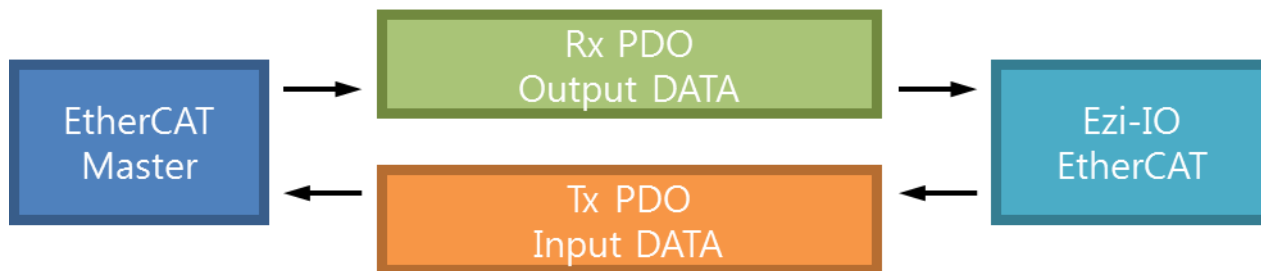 EtherCAT
Master
Rx PDO
Output DATA
Tx PDO
Input DATA
Ezi-IO
EtherCAT